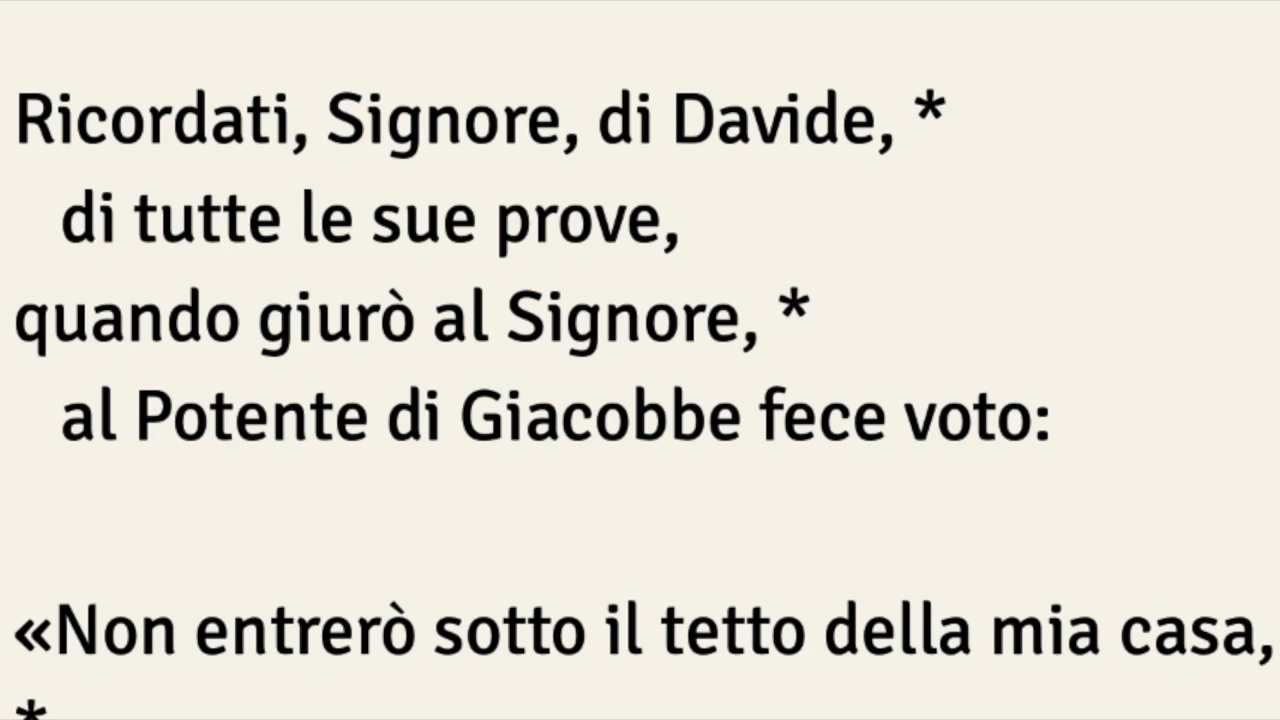 Ricordati, Signore, di Davide, *
di tutte le sue prove,
quando giurò al Signore, *
al Potente di Giacobbe fece voto:
«Non entrerò sotto il tetto della mia casa,
*